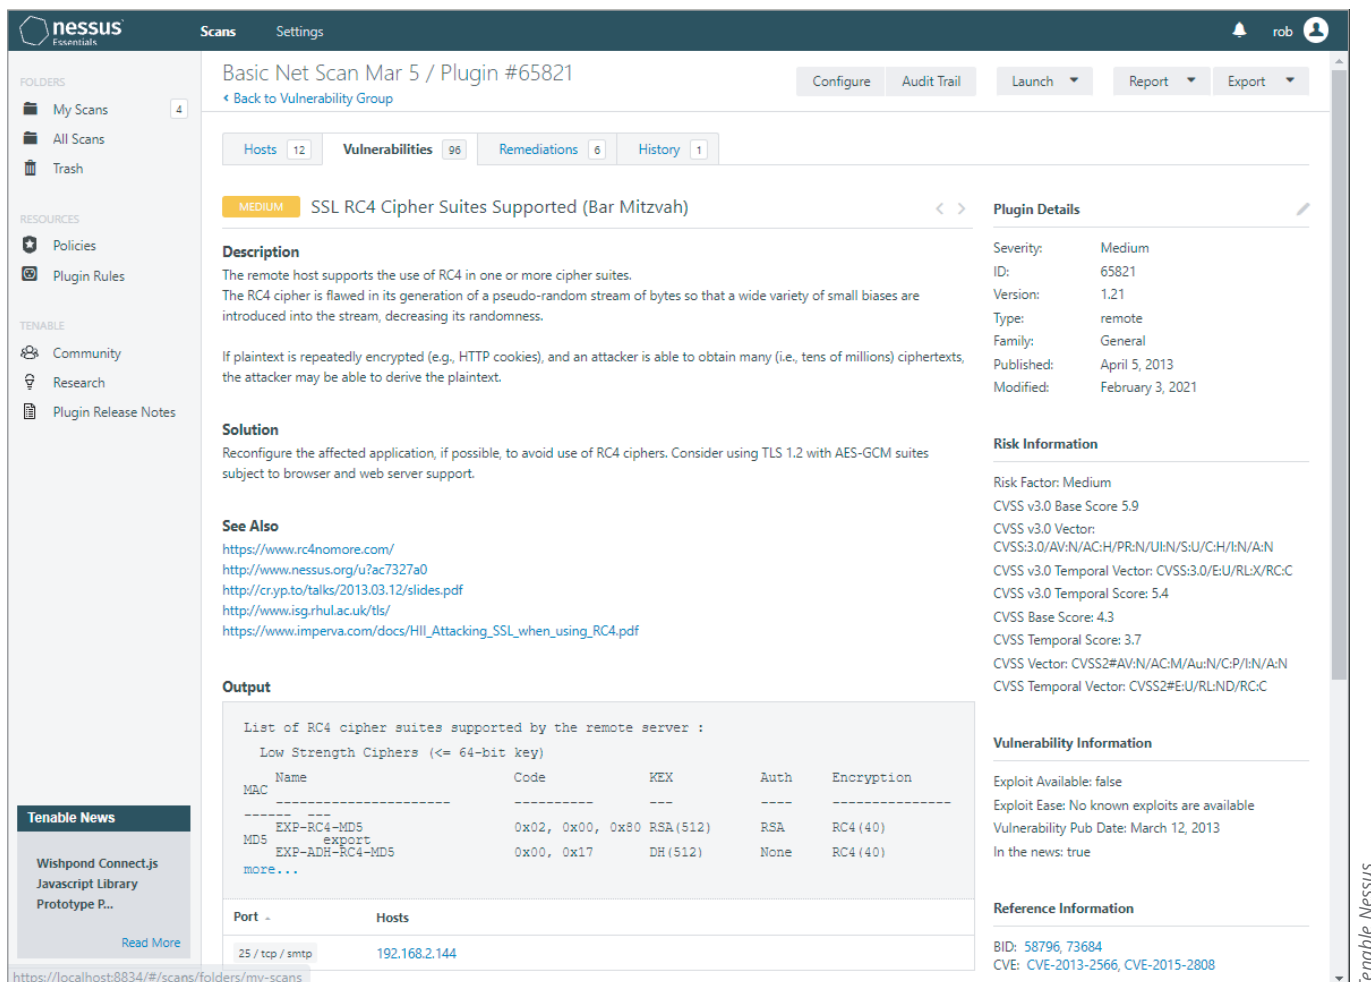 nessus
Essentials
Scans
Settings
rob
FOLDERS
My Scans 4
All Scans
Trash
RESOURCES
Policies
Plugin Rules
TENABLE
Community
Research
Plugin Release Notes
Tenable News
Wishpond Connect.js
Javascript Library
Prototype P...
Read More
https://localhost:8834/#/scans/folders/my-scans
Basic Net Scan Mar 5 / Plugin #65821
Back to Vulnerability Group
Configure
Audit Trail
Launch
Report
Export
Hosts 12
Vulnerabilities 96
Remediations 6
History 1
MEDIUM SSL RC4 Cipher Suites Supported (Bar Mitzvah)
Description
The remote host supports the use of RC4 in one or more cipher suites.
The RC4 cipher is flawed in its generation of a pseudo-random stream of bytes so that a wide variety of small biases are
introduced into the stream, decreasing its randomness.
If plaintext is repeatedly encrypted (e.g., HTTP cookies), and an attacker is able to obtain many (i.e., tens of millions) ciphertexts,
the attacker may be able to derive the plaintext.
Solution
Reconfigure the affected application, if possible, to avoid use of RC4 ciphers. Consider using TLS 1.2 with AES-GCM suites
subject to browser and web server support.
See Also
https://www.rc4nomore.com/
http://www.nessus.org/u?ac7327a0
http://cr.yp.to/talks/2013.03.12/slides.pdf
http://www.isg.rhul.ac.uk/tls/
https://www.imperva.com/docs/HII_Attacking_SSL_when_using_RC4.pdf
Output
List of RC4 cipher suites supported by the remote server :
Low Strength Ciphers (<= 64-bit key)
Name Code KEX Auth Encryption
MAC
---------------------- ---------- --- ---- ---------------
------ ---
EXP-RC4-MD5 0x02, 0x00, 0x80 RSA(512) RSA RC4(40)
MD5 export
EXP-ADH-RC4-MD5 0x00, 0x17 DH(512) None RC4(40)
more...
Port Hosts
25 / tcp / smtp 192.168.2.144
Plugin Details
Severity: Medium
ID: 65821
Version: 1.21
Type: remote
Family: General
Published: April 5, 2013
Modified: February 3, 2021
Risk Information
Risk Factor: Medium
CVSS v3.0 Base Score 5.9
CVSS v3.0 Vector:
CVSS:3.0/AV:N/AC:H/PR:N/UI:N/S:U/C:H/I:N/A:N
CVSS v3.0 Temporal Vector: CVSS:3.0/E:U/RL:X/RC:C
CVSS v3.0 Temporal Score: 5.4
CVSS Base Score: 4.3
CVSS Temporal Score: 3.7
CVSS Vector: CVSS2#AV:N/AC:M/Au:N/C:P/I:N/A:N
CVSS Temporal Vector: CVSS2#E:U/RL:ND/RC:C
Vulnerability Information
Exploit Available: false
Exploit Ease: No known exploits are available
Vulnerability Pub Date: March 12, 2013
In the news: true
Reference Information
BID: 58796, 73684
CVE: CVE-2013-2566, CVE-2015-2808
Tenable Nessus